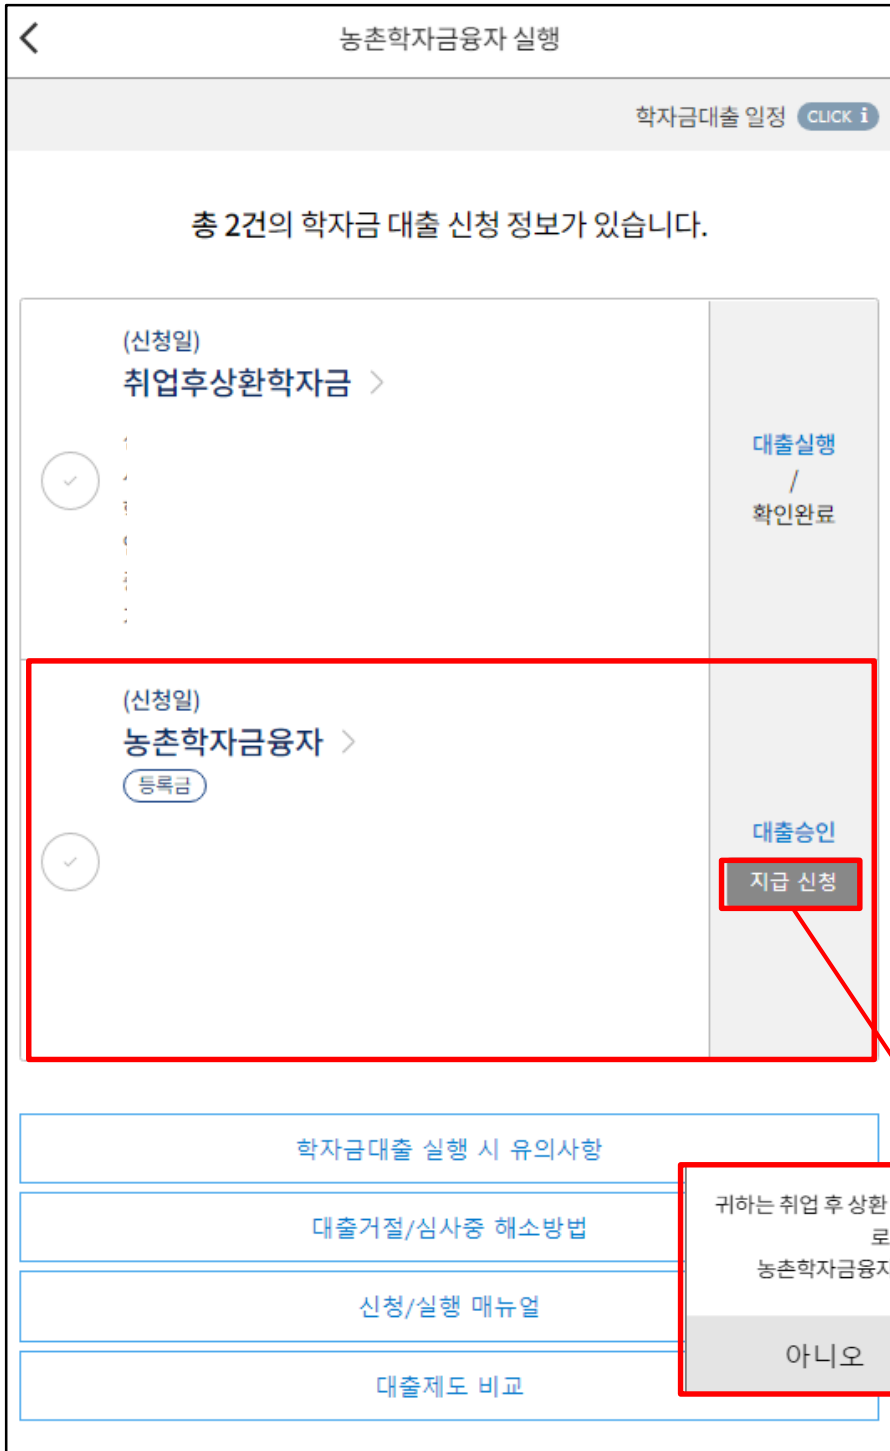 농촌학자금융자 실행
학자금대출 일정 CLICK i
총 2건의 학자금 대출 신청 정보가 있습니다.
(신청일)
취업후상환학자금
대출실행
/
확인완료
(신청일)
농촌학자금융자
등록금
대출승인
지급 신청
학자금대출 실행 시 유의사항
대출거절/심사중 해소방법
신청/실행 매뉴얼
대출제도 비교
귀하는 취업 후 상환
로
농촌학자금융자
아니오